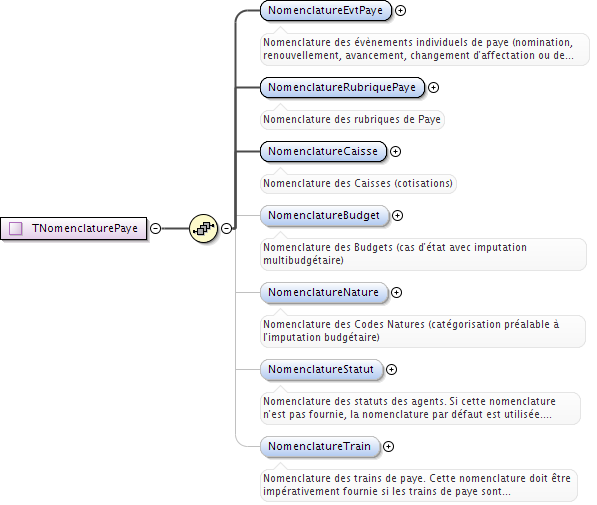 NomenclatureEvtPaye
Nomenclature des évènements individuels de paye (nomination,
renouvellement, avancement, changement d'affectation ou de...
NomenclatureRubriquePaye
Nomenclature des rubriques de Paye
NomenclatureCaisse
Nomenclature des Caisses (cotisations)
TNomenclaturePaye
NomenclatureBudget
Nomenclature des Budgets (cas d'état avec imputation
multibudgétaire)
NomenclatureNature
Nomenclature des Codes Natures (catégorisation préalable à
l'imputation budgétaire)
NomenclatureStatut
Nomenclature des statuts des agents. Si cette nomenclature
n'est pas fournie, la nomenclature par défaut est utilisée....
NomenclatureTrain
Nomenclature des trains de paye. Cette nomenclature doit être
impérativement fournie si les trains de paye sont...